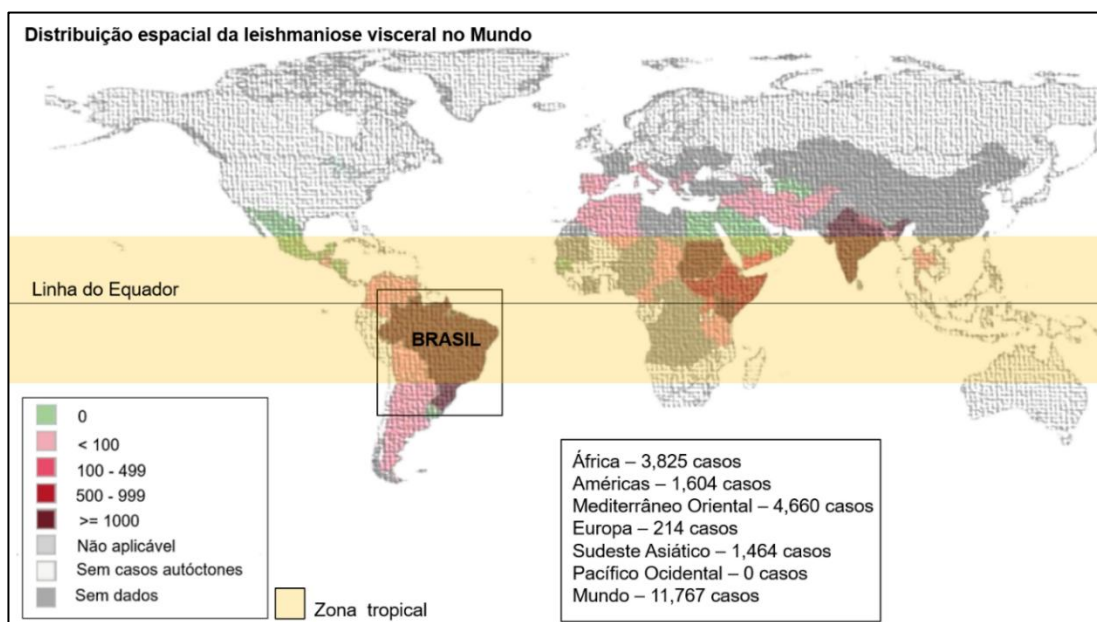 Distribuição espacial da leishmaniose visceral no Mundo
Linha do Equador
BRASIL
0
< 100
100 - 499
500 - 999
>= 1000
Não aplicável
Sem casos autóctones
Sem dados
Zona tropical
África – 3,825 casos
Américas – 1,604 casos
Mediterrâneo Oriental – 4,660 casos
Europa – 214 casos
Sudeste Asiático – 1,464 casos
Pacífico Ocidental – 0 casos
Mundo – 11,767 casos